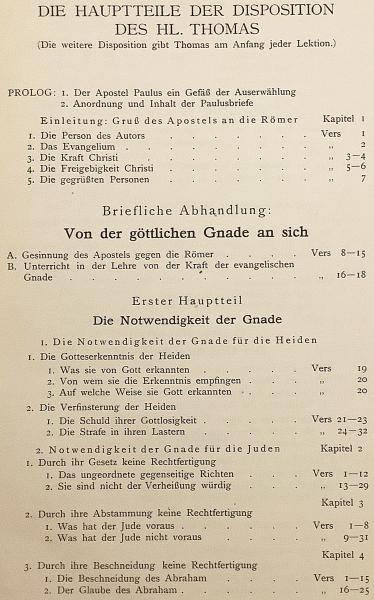 DIE HAUPTTEILE DER DISPOSITION
DES HL. THOMAS
(Die weitere Disposition gibt Thomas am Anfang jeder Lektion.)
PROLOG: 1. Der Apostel Paulus ein Gefäß der Auserwählung
2. Anordnung und Inhalt der Paulusbriefe
Einleitung: Gruß des Apostels an die Römer Kapitel 1
1. Die Person des Autors . . . . . . . Vers 1
2. Das Evangelium . . . . . . . . „ 2
3. Die Kraft Christi . . . . . . . „ 3—4
4. Die Freigebigkeit Christi . . . . . . „ 5—6
5. Die gegrüßten Personen . . . . . . „ 7
Briefliche Abhandlung:
Von der göttlichen Gnade an sich
A. Gesinnung des Apostels gegen die Römer . . . . Vers 8—15
B. Unterricht in der Lehre von der Kraft der evangelischen
Gnade . . . . . . . . . . „ 16—18
Erster Hauptteil
Die Notwendigkeit der Gnade
1. Die Notwendigkeit der Gnade für die Heiden
1. Die Gotteserkenntnis der Heiden
1. Was sie von Gott erkannten . . . . Vers 19
2. Von wem sie die Erkenntnis empfingen . . . „ 20
3. Auf welche Weise sie Gott erkannten . . . „ 20
2. Die Verfinsterung der Heiden
1. Die Schuld ihrer Gottlosigkeit . . . . Vers 21—23
2. Die Strafe in ihren Lastern . . . . „ 24—32
2. Notwendigkeit der Gnade für die Juden Kapitel 2
1. Durch ihr Gesetz keine Rechtfertigung
1. Das ungeordnete gegenseitige Richten . . . Vers 1—12
2. Sie sind nicht der Verheißung würdig . . . „ 13—29
Kapitel 3
2. Durch ihre Abstammung keine Rechtfertigung
1. Was hat der Jude voraus . . . . . Vers 1—8
2. Was hat der Jude nicht voraus . . . . „ 9—31
Kapitel 4
3. Durch ihre Beschneidung keine Rechtfertigung
1. Die Beschneidung des Abraham . . . . Vers 1—15
2. Der Glaube des Abraham . . . . . „ 16—25